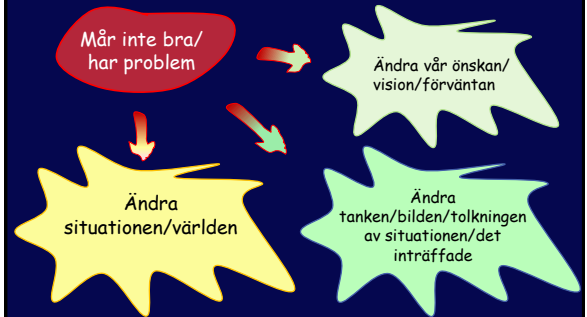 Mår inte bra/
har problem
Ändra vår önskan/
vision/förväntan
Ändra
situationen/världen
Ändra
tanken/bilden/tolkningen
av situationen/det
inträffade